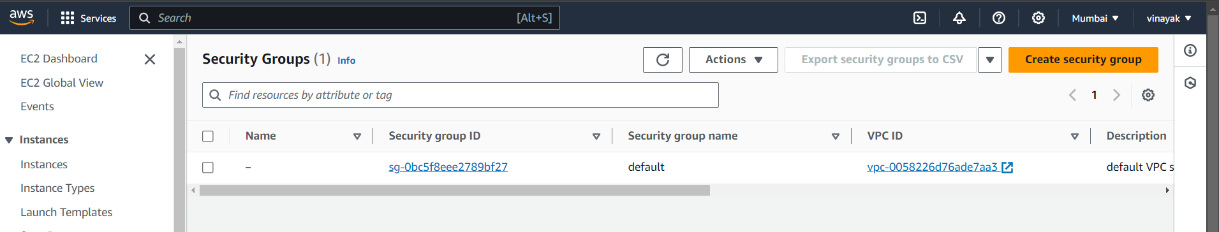 aws Services Search [Alt+S] Mumbai vinayak
EC2 Dashboard
EC2 Global View
Events
Instances
Instances
Instance Types
Launch Templates
Security Groups (1) Info Actions Export security groups to CSV Create security group
Find resources by attribute or tag 1
Name Security group ID Security group name VPC ID Description
– sg-0bc5f8eee2789bf27 default vpc-0058226d76ade7aa3 default VPC s